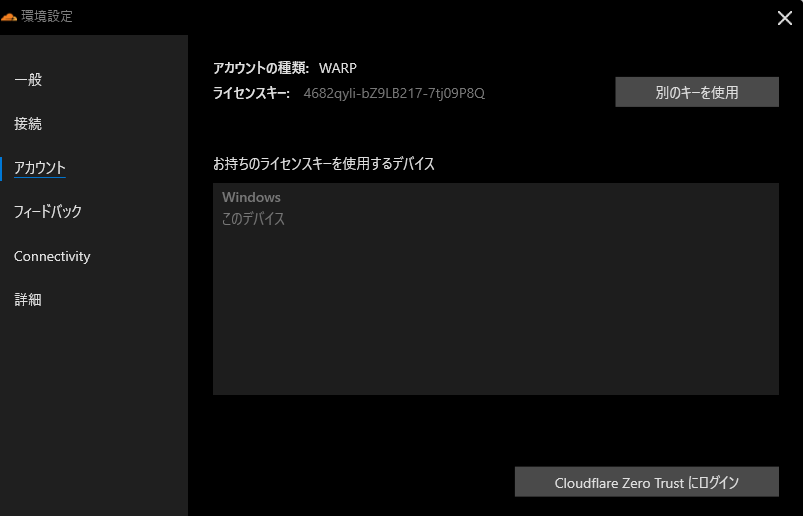 環境設定
一般
接続
アカウント
フィードバック
Connectivity
詳細
アカウントの種類: WARP
ライセンスキー: 4682qyli-bZ9LB217-7tj09P8Q
別のキーを使用
お持ちのライセンスキーを使用するデバイス
Windows
このデバイス
Cloudflare Zero Trust にログイン